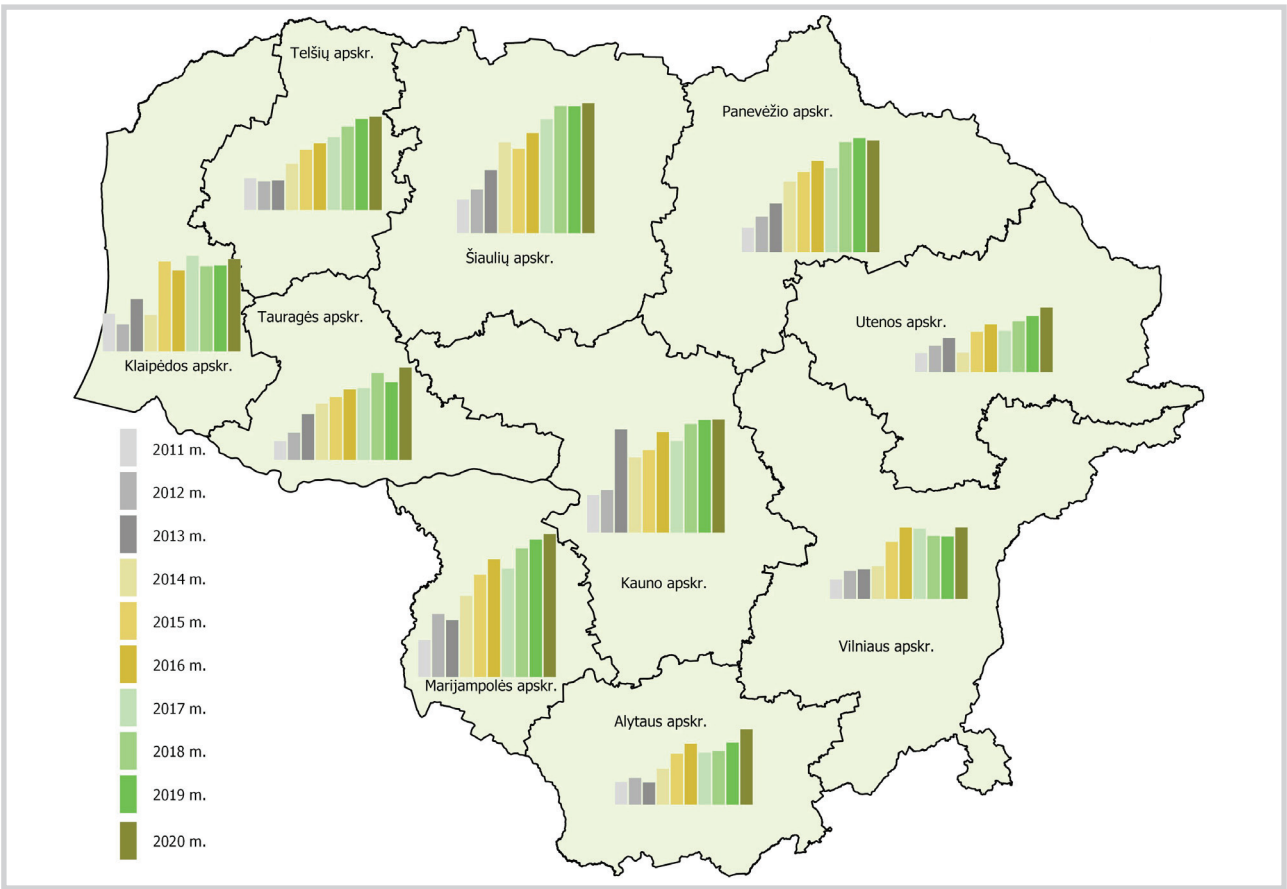 Telšių apskr.
Panevėžio apskr.
Šiaulių apskr.
Tauragės apskr.
Utenos apskr.
Klaipėdos apskr.
Kauno apskr.
Vilniaus apskr.
Marijampolės apskr.
Alytaus apskr.
2011 m.
2012 m.
2013 m.
2014 m.
2015 m.
2016 m.
2017 m.
2018 m.
2019 m.
2020 m.